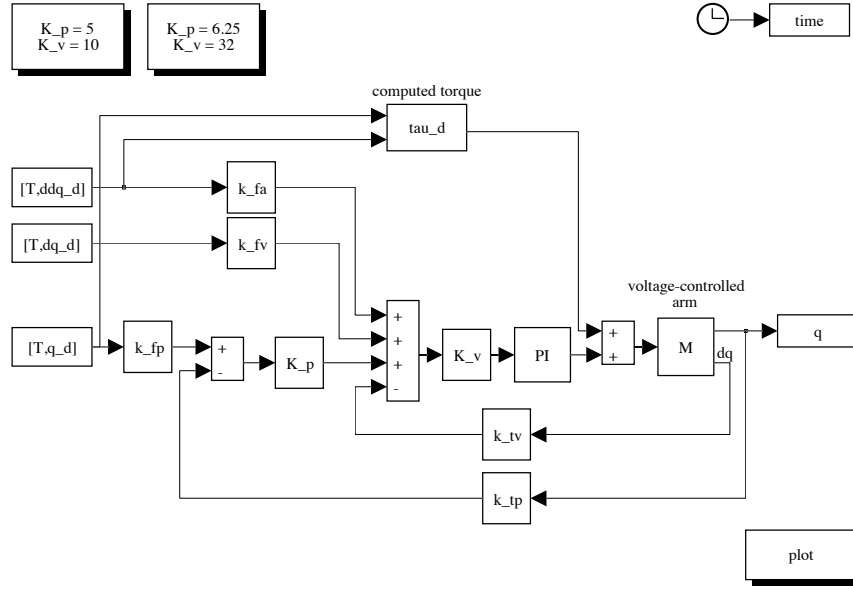 K_p = 5
K_v = 10
K_p = 6.25
K_v = 32
time
computed torque
tau_d
[T,ddq_d]
k_fa
[T,dq_d]
k_fv
voltage-controlled
arm
[T,q_d]
k_fp
+
-
K_p
+
+
+
-
K_v
PI
+
+
M
dq
q
k_tv
k_tp
plot